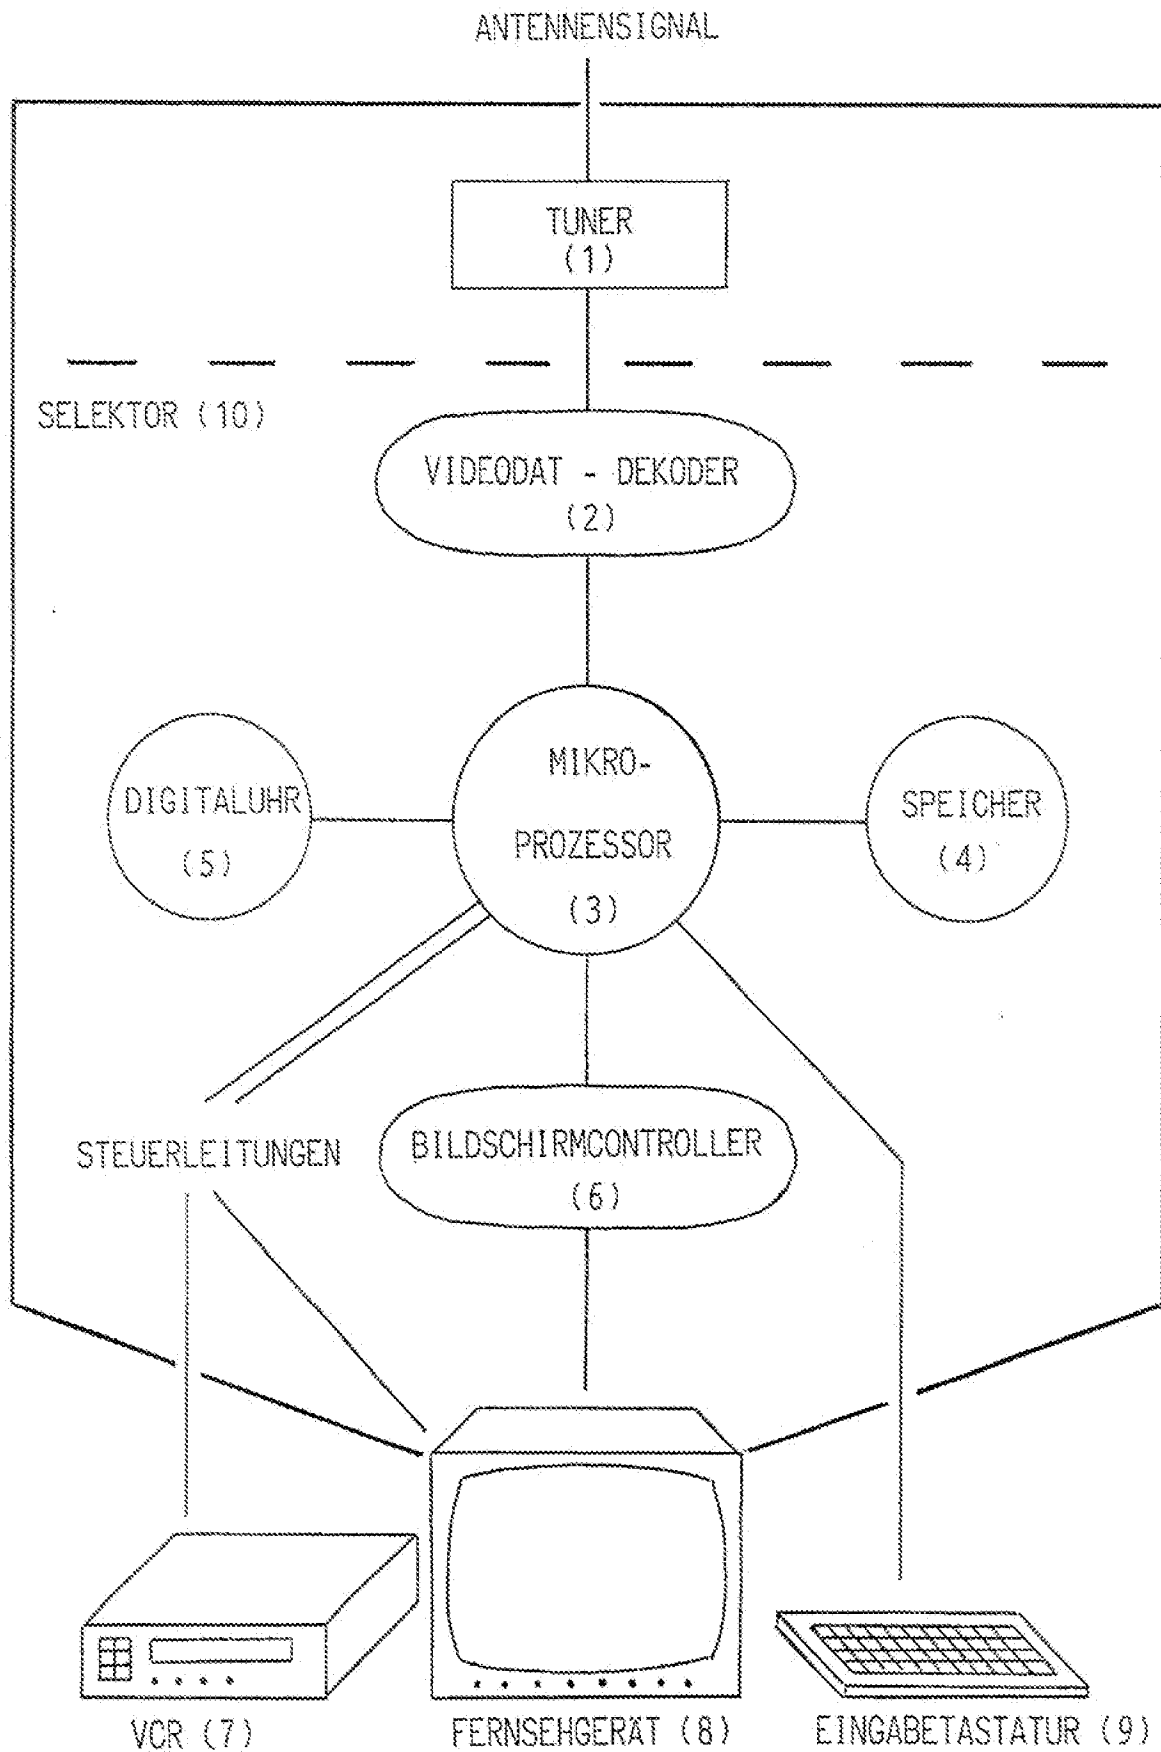 ANTENNENSIGNAL
TUNER
(1)
SELEKTOR (10)
VIDEODAT - DEKODER
(2)
MIKRO-
PROZESSOR
(3)
DIGITALUHR
(5)
SPEICHER
(4)
STEUERLEITUNGEN
BILDSCHIRMCONTROLLER
(6)
VCR (7)
FERNSEHGERÄT (8)
EINGABETASTATUR (9)